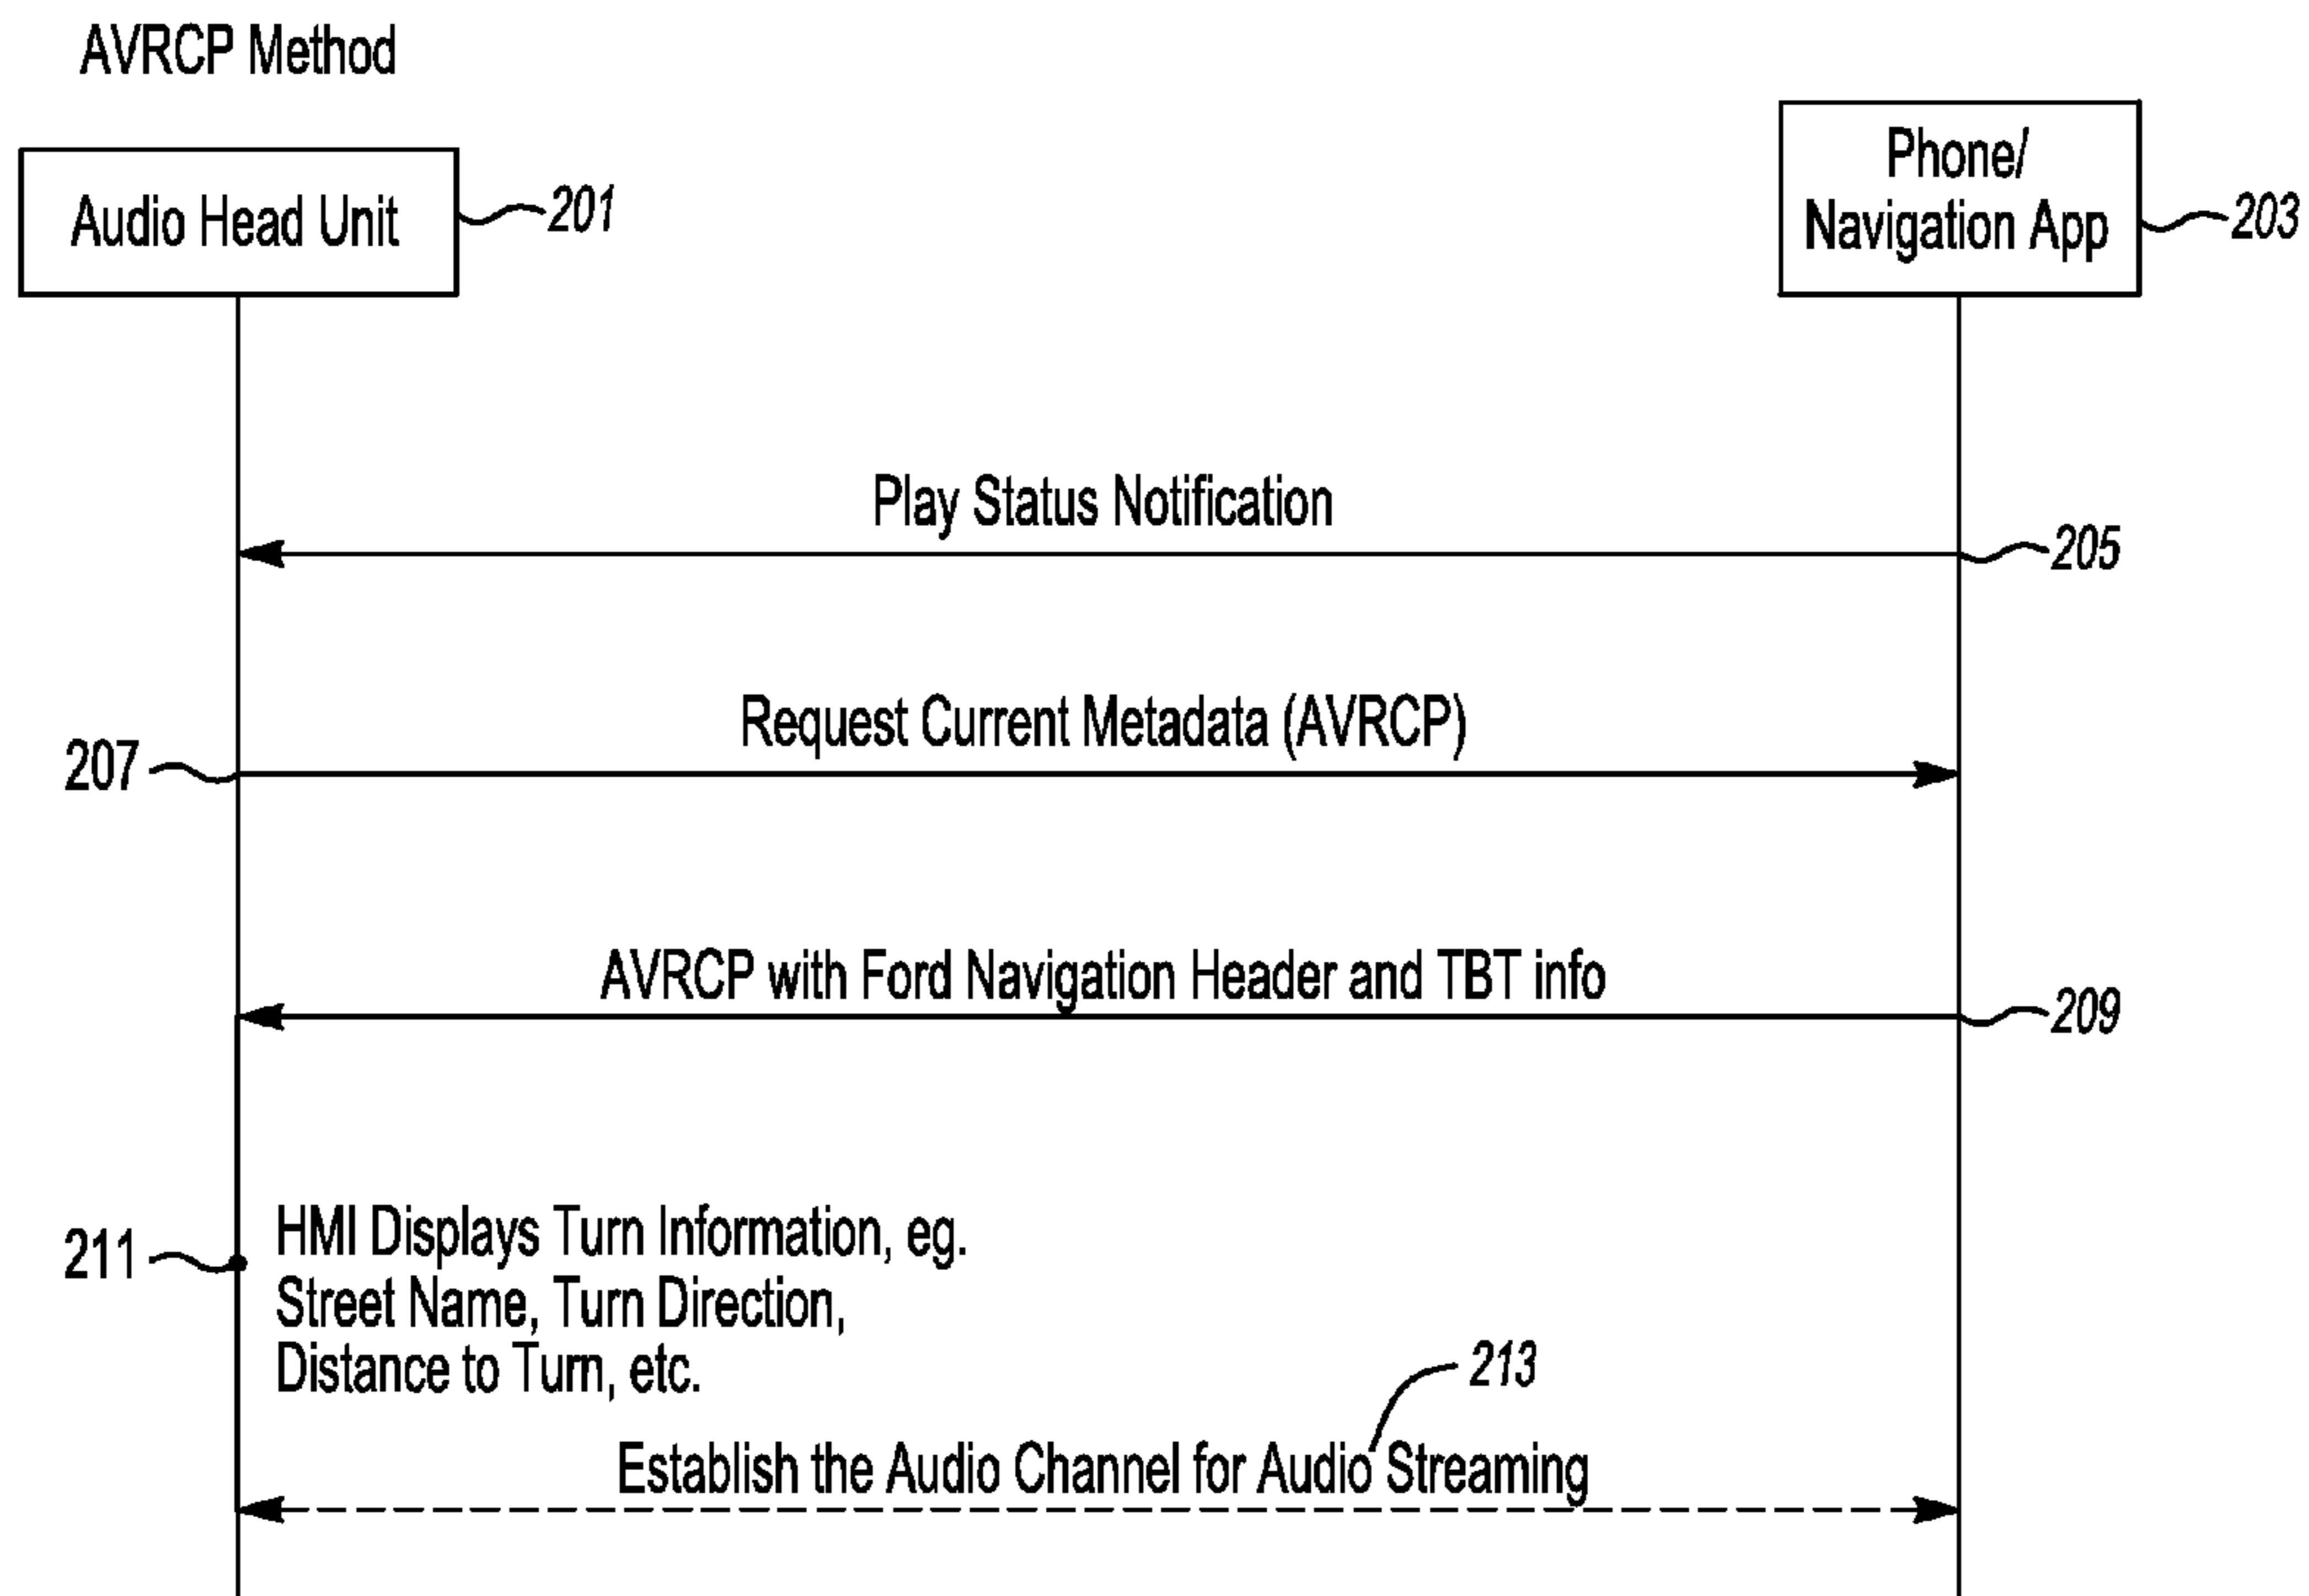 AVRCP Method
Audio Head Unit
201
Phone/
Navigation App
203
Play Status Notification
205
Request Current Metadata (AVRCP)
207
AVRCP with Ford Navigation Header and TBT info
209
211
HMI Displays Turn Information, eg.
Street Name, Turn Direction,
Distance to Turn, etc.
213
Establish the Audio Channel for Audio Streaming